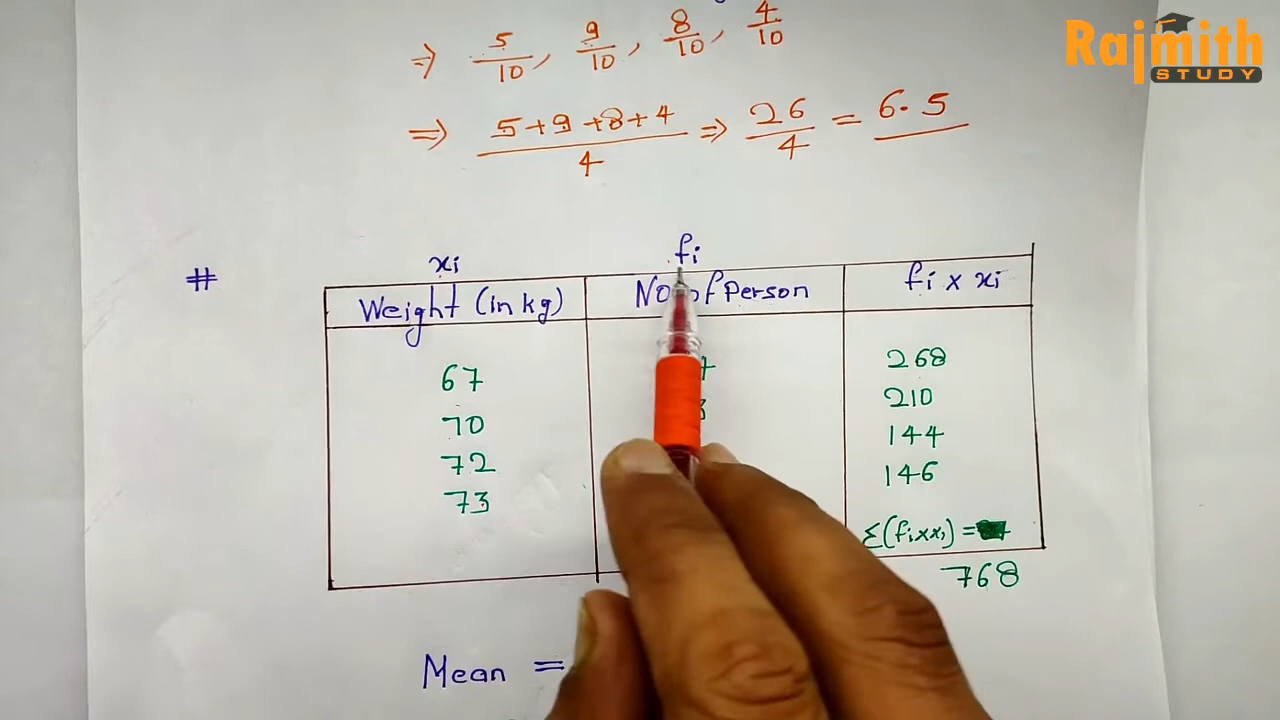 Rajmith
STUDY
⇒ 5/10, 9/10, 8/10, 4/10
⇒ 5+9+8+4/4 ⇒ 26/4 = 6.5
#
xi fi
Weight (in kg) No of Person fi x xi
67 268
70 210
72 144
73 146
Σ(fi x xi) =
768
Mean =